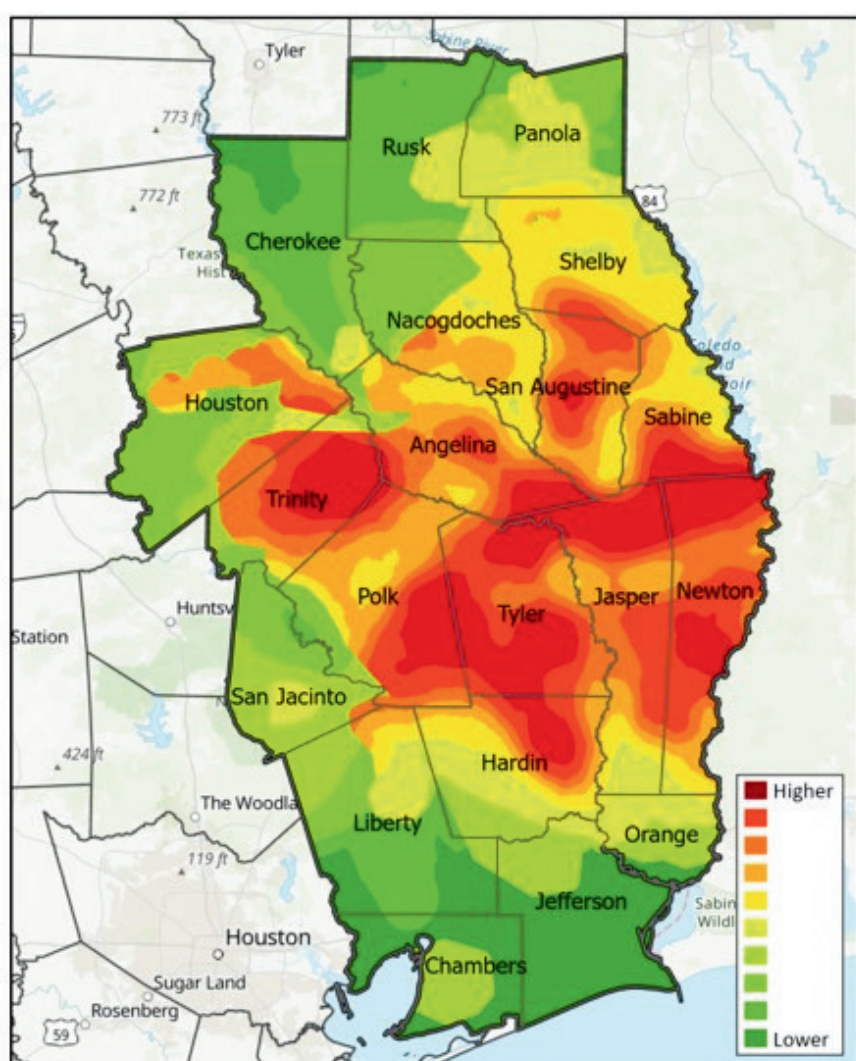 Tyler
Sabine River
773 ft
Rusk
Panola
772 ft
84
Cherokee
Texas
Hist
Shelby
Nacogdoches
Toledo
Houston
San Augustine
Sabine
Angelina
Trinity
Polk
Tyler
Jasper
Newton
Huntsv
Station
San Jacinto
424 ft
Hardin
Higher
The Woodla
Liberty
Orange
119 ft
Jefferson
Sabin
Wildl
Houston
Chambers
Sugar Land
Rosenberg
59
Lower